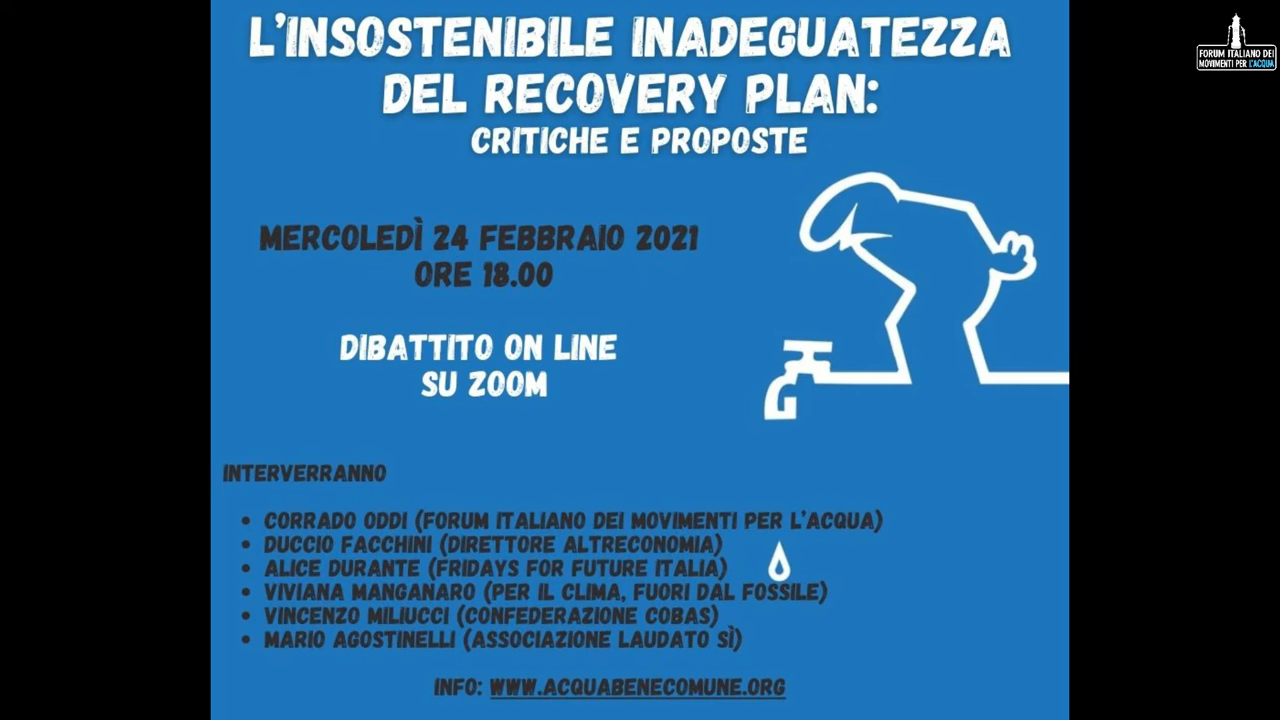 L'INSOSTENIBILE INADEGUATEZZA
DEL RECOVERY PLAN:
CRITICHE E PROPOSTE
FORUM ITALIANO DEI
MOVIMENTI PER L'ACQUA
MERCOLEDÌ 24 FEBBRAIO 2021
ORE 18.00
DIBATTITO ON LINE
SU ZOOM
INTERVERRANNO
• CORRADO ODDI (FORUM ITALIANO DEI MOVIMENTI PER L'ACQUA)
• DUCCIO FACCHINI (DIRETTORE ALTRECONOMIA)
• ALICE DURANTE (FRIDAYS FOR FUTURE ITALIA)
• VIVIANA MANGANARO (PER IL CLIMA, FUORI DAL FOSSILE)
• VINCENZO MILIUCCI (CONFEDERAZIONE COBAS)
• MARIO AGOSTINELLI (ASSOCIAZIONE LAUDATO SÌ)
INFO: WWW.ACQUABENECOMUNE.ORG